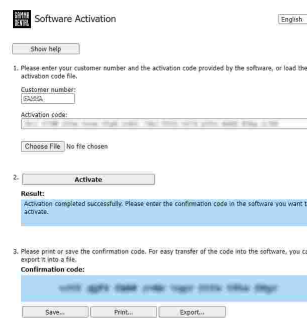 GAMMA
DENTAL
Software Activation
English
Show help
1. Please enter your customer number and the activation code provided by the software, or load the
activation code file.
Customer number:
Activation code:
Choose File No file chosen
2. Activate
Result:
Activation completed successfully. Please enter the confirmation code in the software you want t
activate.
3. Please print or save the confirmation code. For easy transfer of the code into the software, you ca
export it into a file.
Confirmation code:
Save... Print... Export...